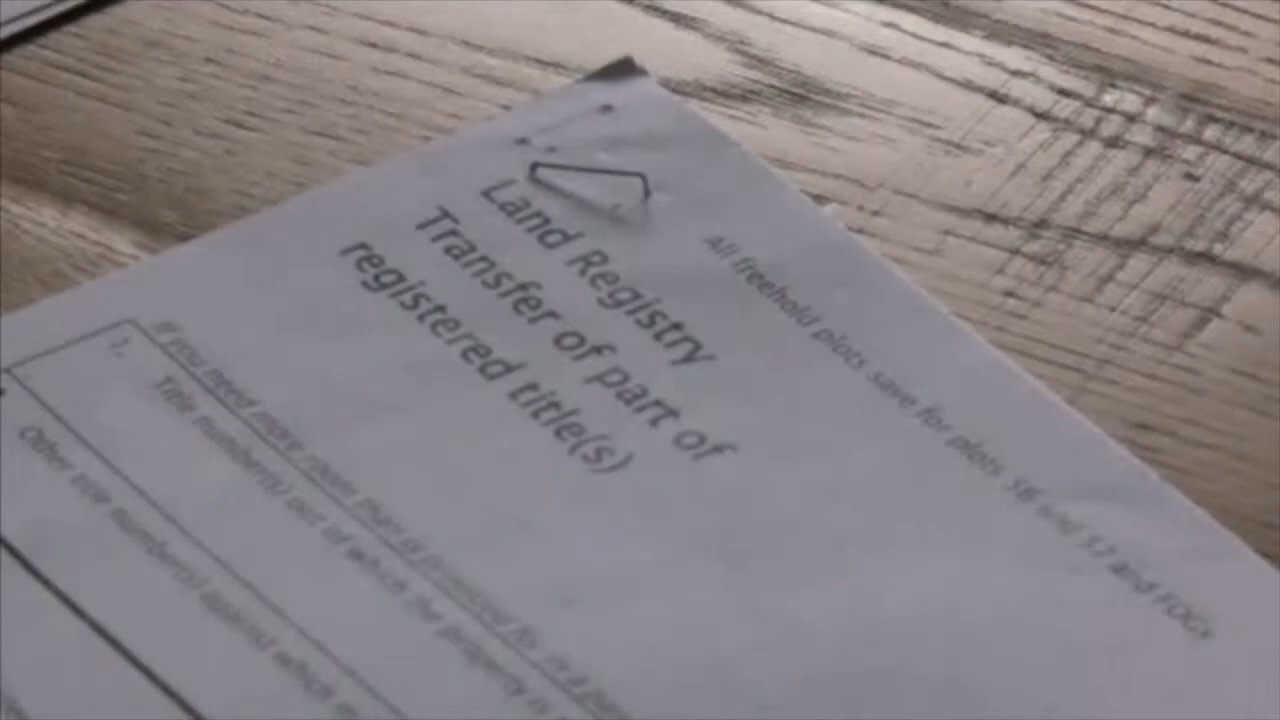 All freehold plots save for plots 56 and 57 and FOGs
Land Registry
Transfer of part of
registered title(s)
If you need more room than is provided for in a
1.
Title number(s) out of which the property is
Other title number(s) against which